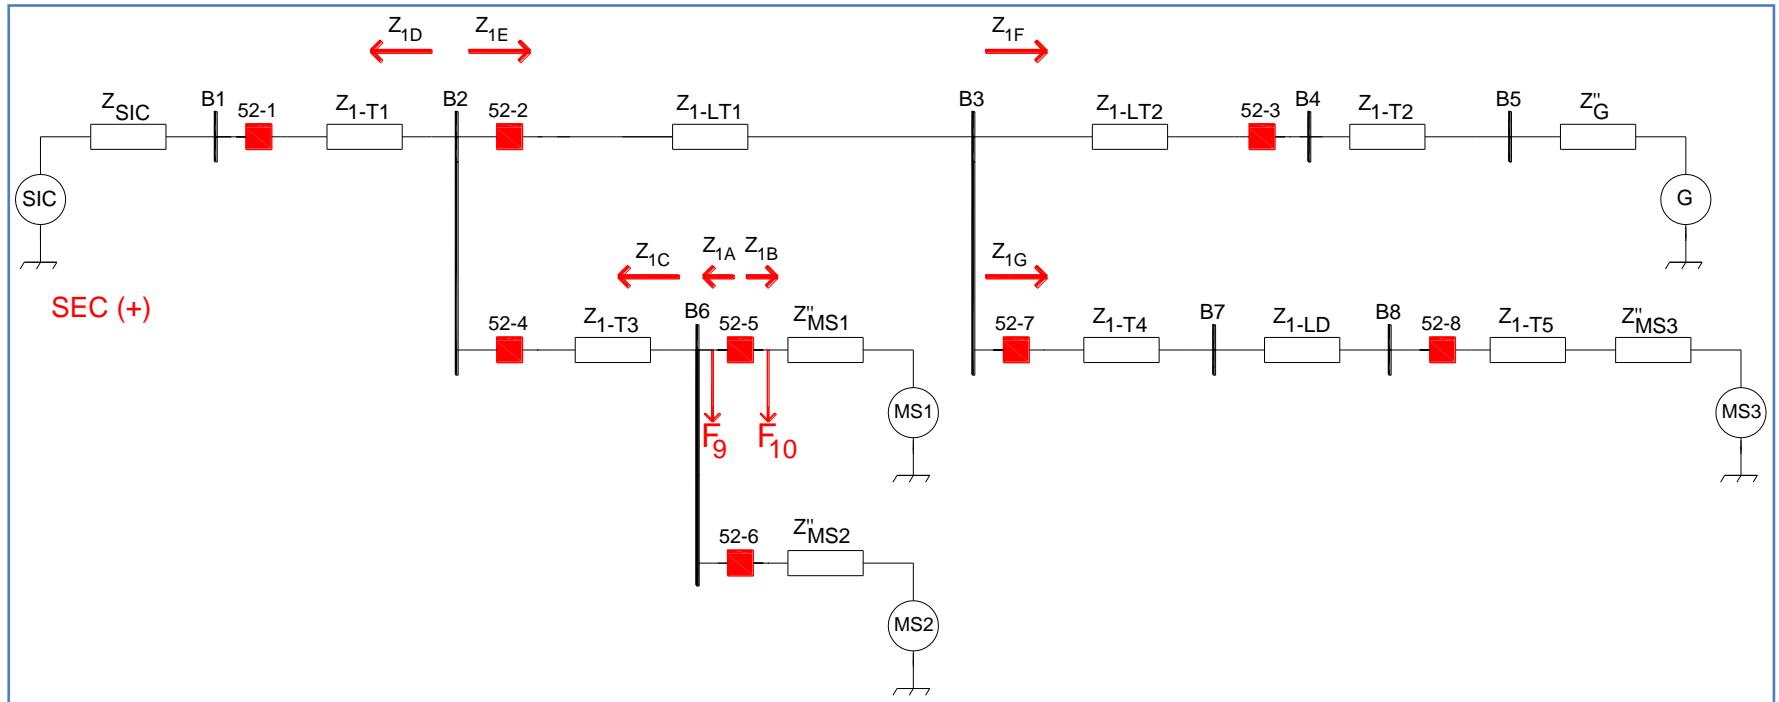 Z1D Z1E Z1F
ZSIC B1 52-1 Z1-T1 B2 52-2 Z1-LT1 B3 Z1-LT2 52-3 B4 Z1-T2 B5 Z"G
SIC G
Z1C Z1A Z1B Z1G
SEC (+)
52-4 Z1-T3 B6 52-5 Z"MS1 52-7 Z1-T4 B7 Z1-LD B8 52-8 Z1-T5 Z"MS3
MS1 MS3
F9 F10
52-6 Z"MS2
MS2